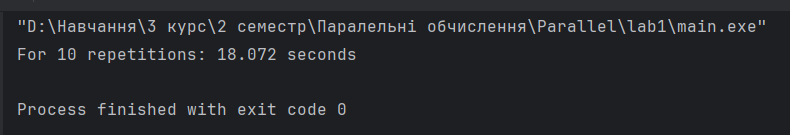 "D:\Навчання\3 курс\2 семестр\Паралельні обчислення\Parallel\lab1\main.exe"
For 10 repetitions: 18.072 seconds
Process finished with exit code 0